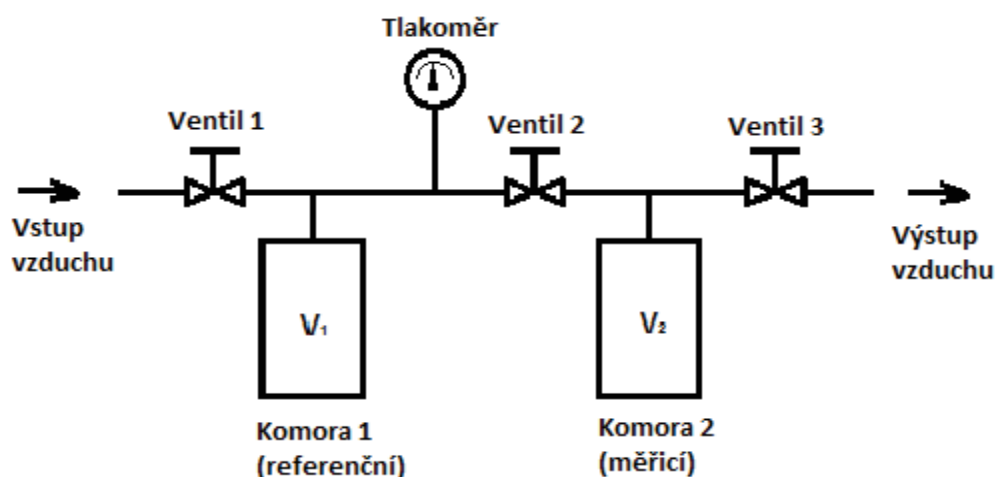 Tlakoměr
Ventil 1
Ventil 2
Ventil 3
Vstup
vzduchu
Výstup
vzduchu
V₁
V₂
Komora 1
(referenční)
Komora 2
(měřicí)